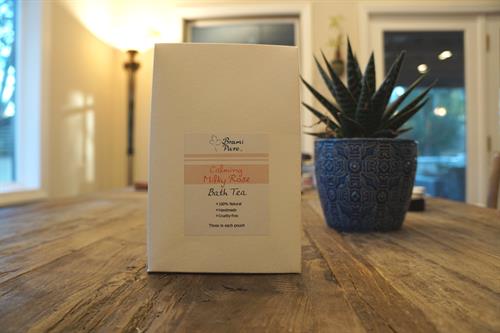 Brami
Pure
Calming
Milky Rose
Bath Tea
• 100% Natural
• Handmade
• Cruelty-free
Three in each pouch